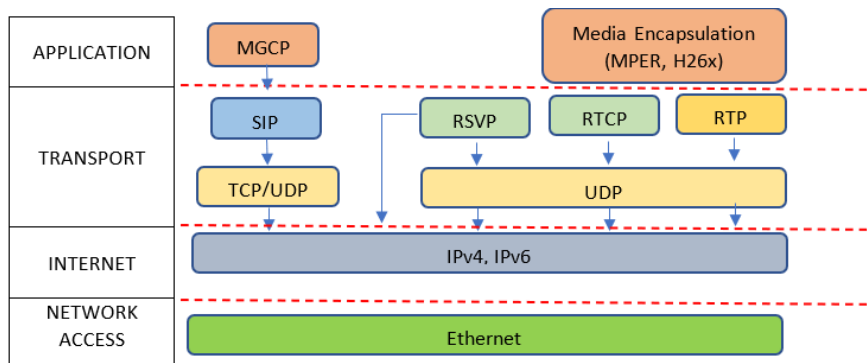 APPLICATION
MGCP
Media Encapsulation
(MPER, H26x)
TRANSPORT
SIP
RSVP
RTCP
RTP
TCP/UDP
UDP
INTERNET
IPv4, IPv6
NETWORK
ACCESS
Ethernet